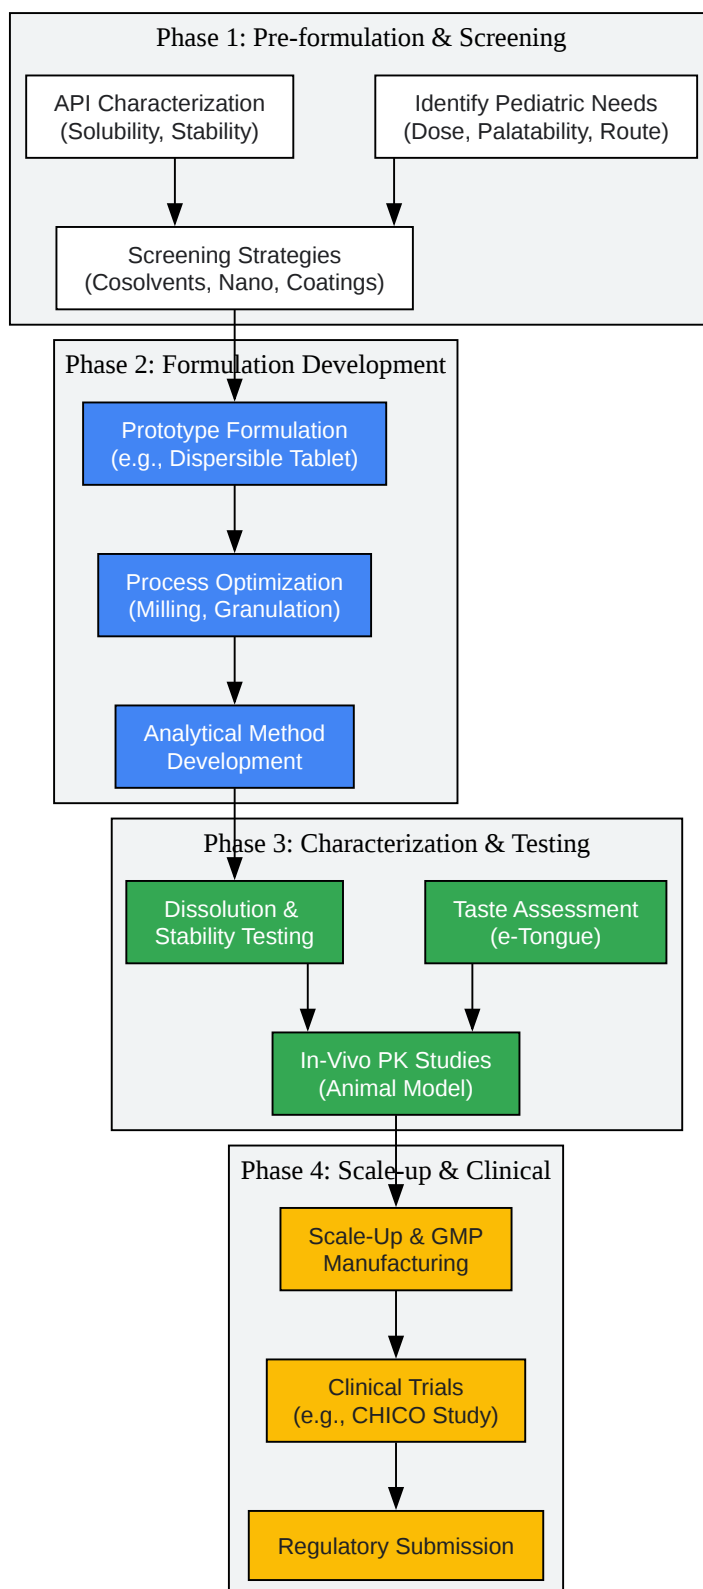 Phase 1: Pre-formulation & Screening
API Characterization
(Solubility, Stability)
Identify Pediatric Needs
(Dose, Palatability, Route)
Screening Strategies
(Cosolvents, Nano, Coatings)
Phase 2: Formulation Development
Prototype Formulation
(e.g., Dispersible Tablet)
Process Optimization
(Milling, Granulation)
Analytical Method
Development
Phase 3: Characterization & Testing
Dissolution &
Stability Testing
Taste Assessment
(e-Tongue)
In-Vivo PK Studies
(Animal Model)
Phase 4: Scale-up & Clinical
Scale-Up & GMP
Manufacturing
Clinical Trials
(e.g., CHICO Study)
Regulatory Submission